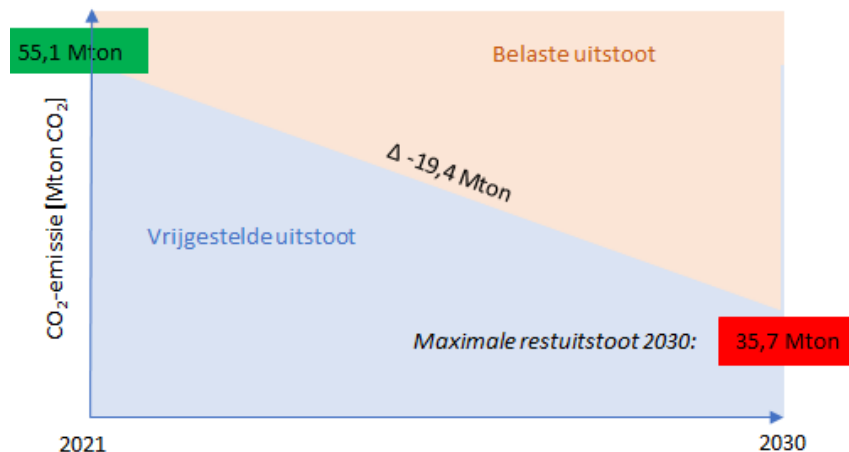 55,1 Mton
Belaste uitstoot
CO₂-emissie [Mton CO₂]
Δ -19,4 Mton
Vrijgestelde uitstoot
Maximale restuitstoot 2030: 35,7 Mton
2021 2030